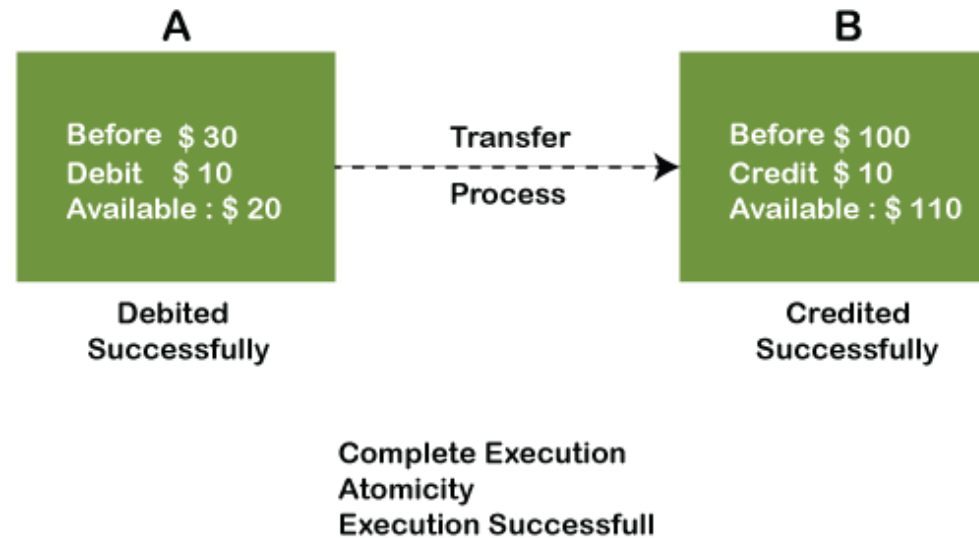 A
Before $ 30
Debit $ 10
Available : $ 20
Debited
Successfully
Transfer
Process
B
Before $ 100
Credit $ 10
Available : $ 110
Credited
Successfully
Complete Execution
Atomicity
Execution Successfull